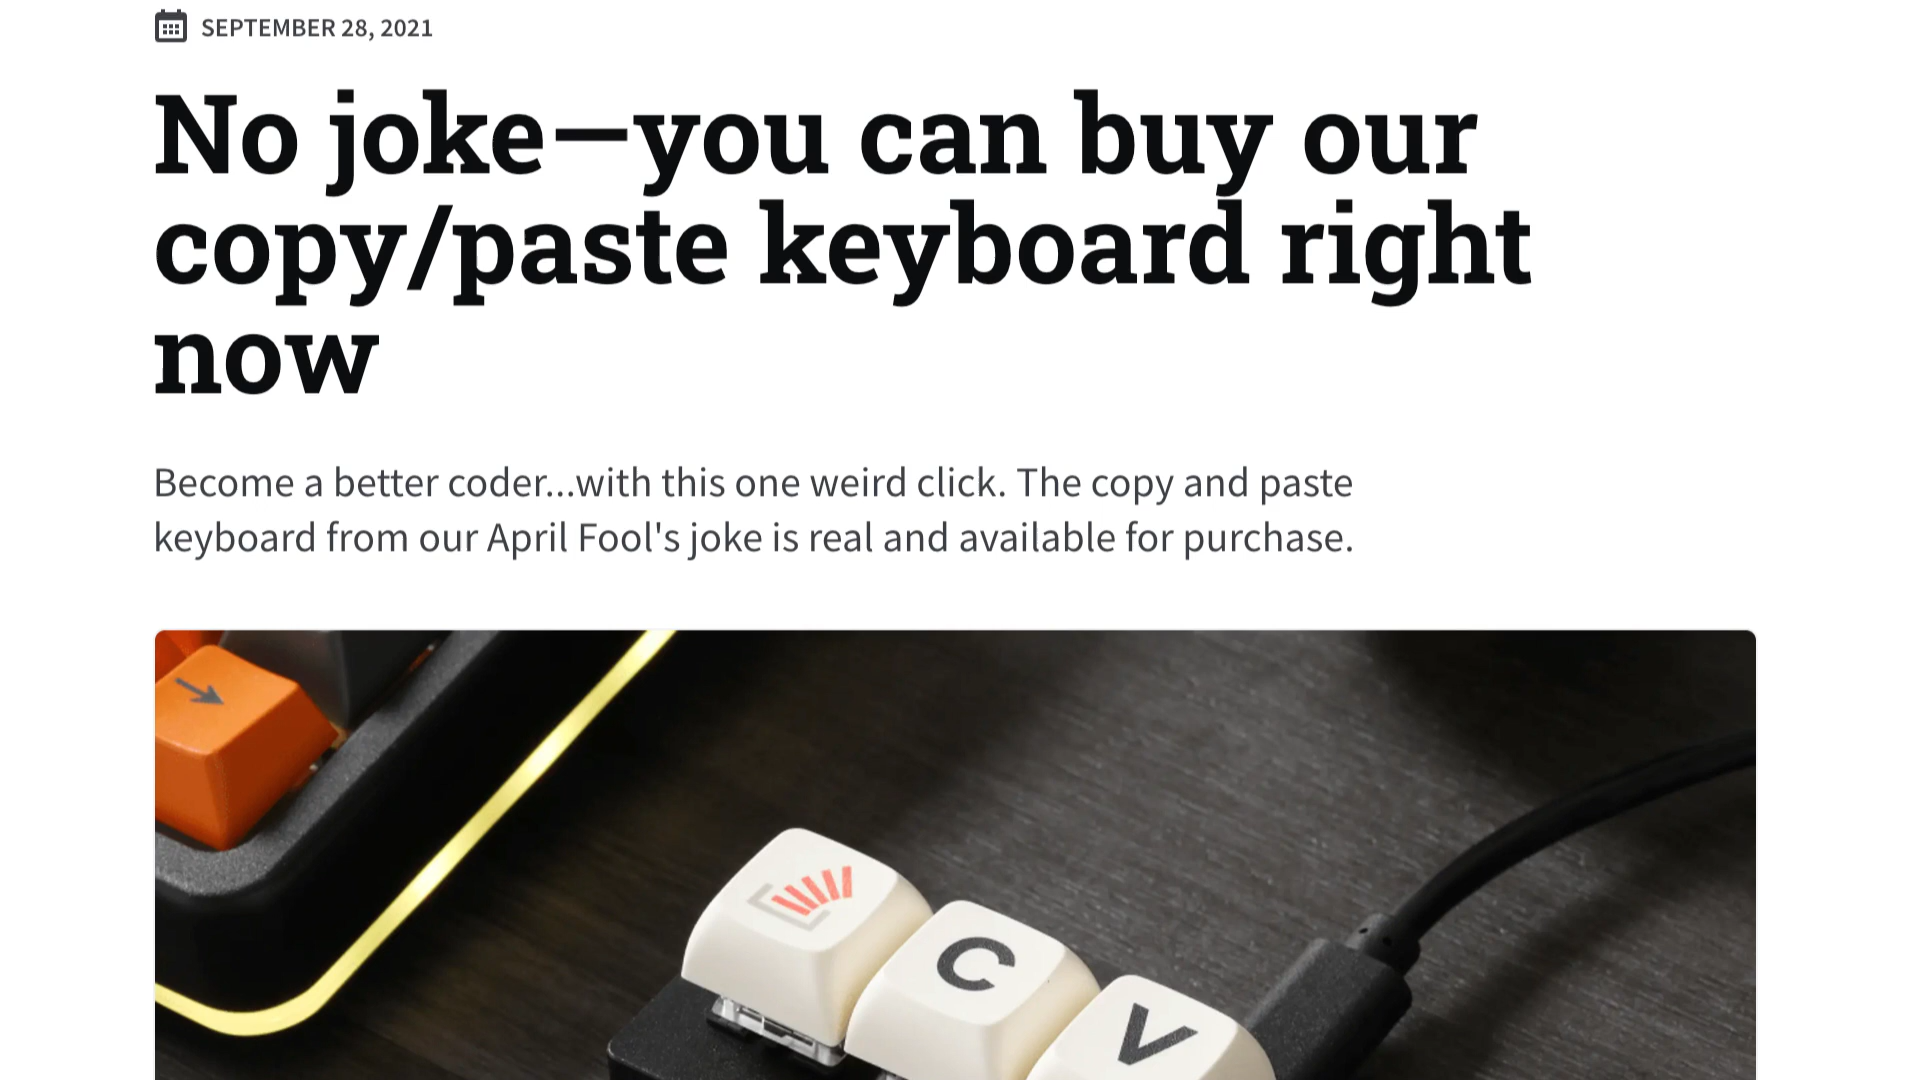 SEPTEMBER 28, 2021
No joke—you can buy our
copy/paste keyboard right
now
Become a better coder...with this one weird click. The copy and paste
keyboard from our April Fool's joke is real and available for purchase.
C
V